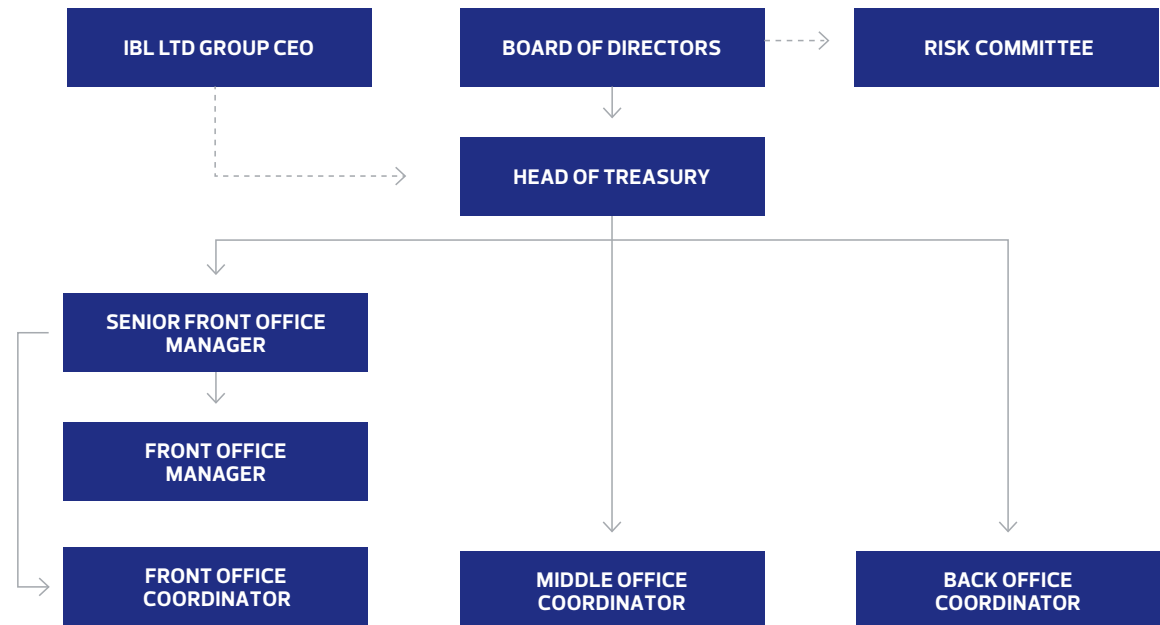 IBL LTD GROUP CEO
BOARD OF DIRECTORS
RISK COMMITTEE
HEAD OF TREASURY
SENIOR FRONT OFFICE
MANAGER
FRONT OFFICE
MANAGER
FRONT OFFICE
COORDINATOR
MIDDLE OFFICE
COORDINATOR
BACK OFFICE
COORDINATOR